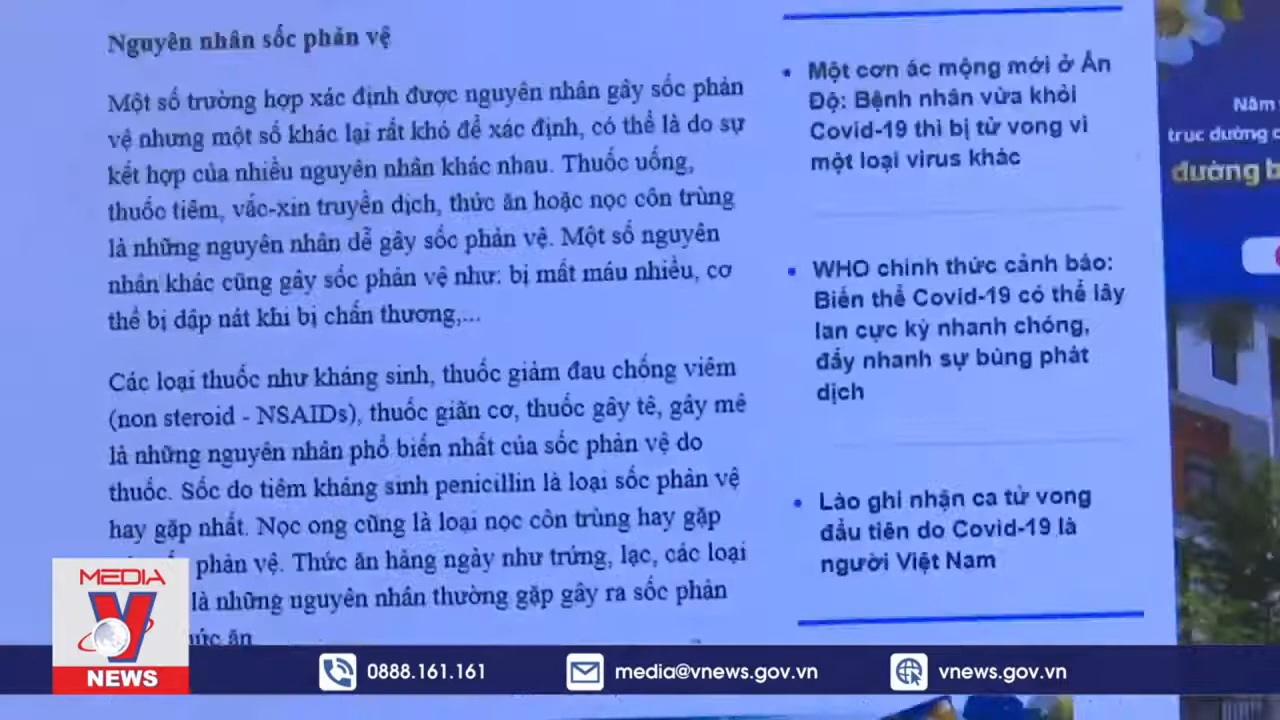 Nguyên nhân sốc phản vệ
Một số trường hợp xác định được nguyên nhân gây sốc phản
vệ nhưng một số khác lại rất khó để xác định, có thể là do sự
kết hợp của nhiều nguyên nhân khác nhau. Thuốc uống,
thuốc tiêm, vắc-xin truyền dịch, thức ăn hoặc nọc côn trùng
là những nguyên nhân dễ gây sốc phản vệ. Một số nguyên
nhân khác cũng gây sốc phản vệ như: bị mất máu nhiều, cơ
thể bị dập nát khi bị chấn thương,...
Các loại thuốc như kháng sinh, thuốc giảm đau chống viêm
(non steroid - NSAIDs), thuốc giãn cơ, thuốc gây tê, gây mê
là những nguyên nhân phổ biến nhất của sốc phản vệ do
thuốc. Sốc do tiêm kháng sinh penicillin là loại sốc phản vệ
hay gặp nhất. Nọc ong cũng là loại nọc côn trùng hay gặp
phản vệ. Thức ăn hàng ngày như trứng, lạc, các loại
là những nguyên nhân thường gặp gây ra sốc phản
ăn
• Một cơn ác mộng mới ở Ấn
Độ: Bệnh nhân vừa khỏi
Covid-19 thì bị tử vong vì
một loại virus khác
• WHO chính thức cảnh báo:
Biến thể Covid-19 có thể lây
lan cực kỳ nhanh chóng,
đẩy nhanh sự bùng phát
dịch
• Lào ghi nhận ca tử vong
đầu tiên do Covid-19 là
người Việt Nam
Năm
trục đường
đường
MEDIA
V
NEWS
0888.161.161
media@vnews.gov.vn
vnews.gov.vn